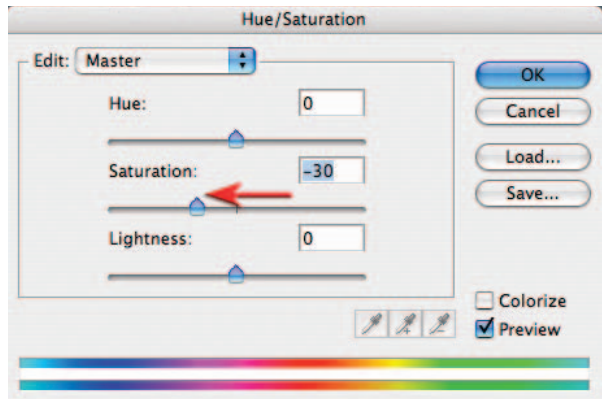 Hue/Saturation
Edit: Master
OK
Hue: 0
Cancel
Saturation: -30
Load...
Save...
Lightness: 0
Colorize
Preview